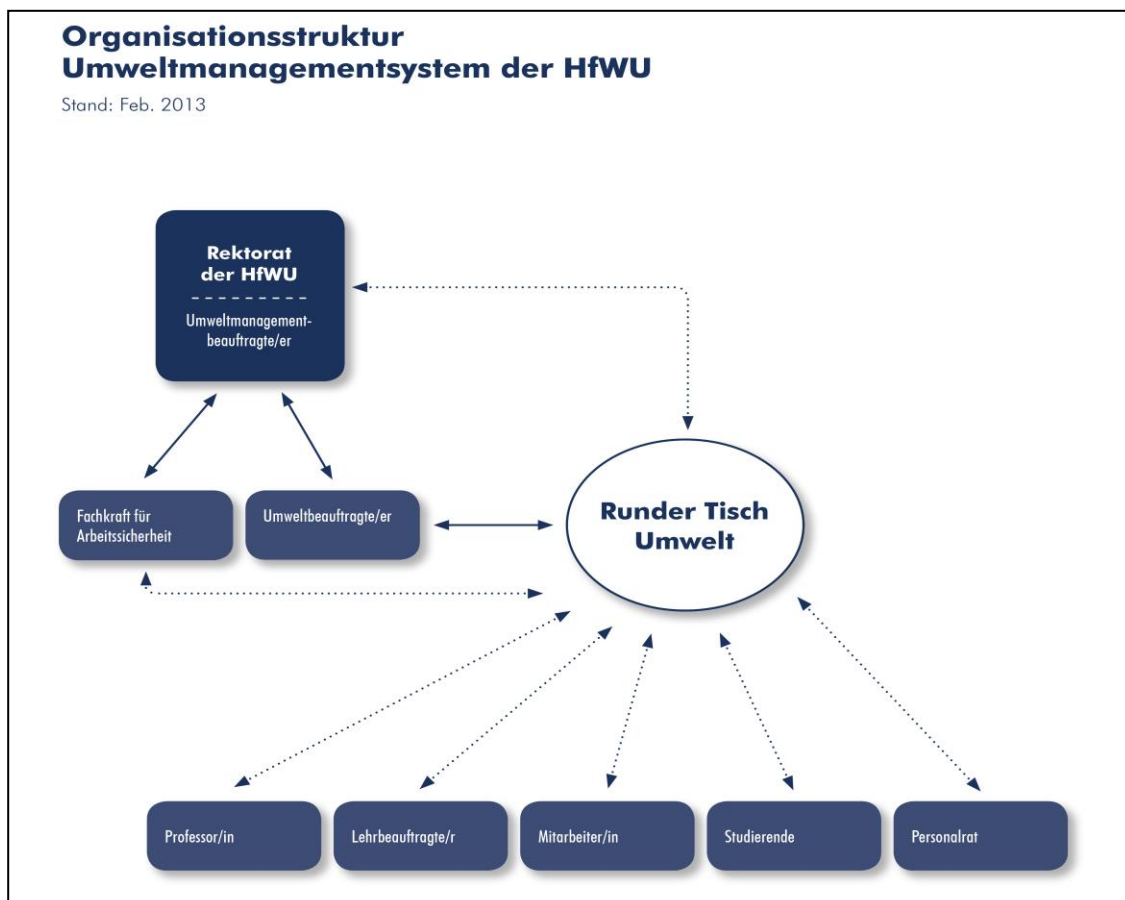 Organisationsstruktur
Umweltmanagementsystem der HfWU
Stand: Feb. 2013
Rektorat
der HfWU
Umweltmanagement-
beauftragte/er
Fachkraft für
Arbeitssicherheit
Umweltbeauftragte/er
Runder Tisch
Umwelt
Professor/in
Lehrbeauftragte/r
Mitarbeiter/in
Studierende
Personalrat